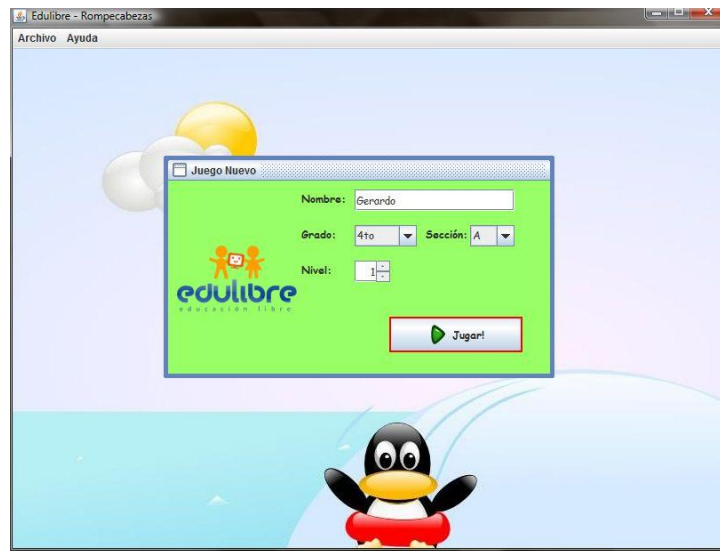 Edulibre - Rompecabezas
Archivo Ayuda
Juego Nuevo
Nombre: Gerardo
Grado: 4to Sección: A
Nivel: 1
edulibre
educación libre
Jugar!